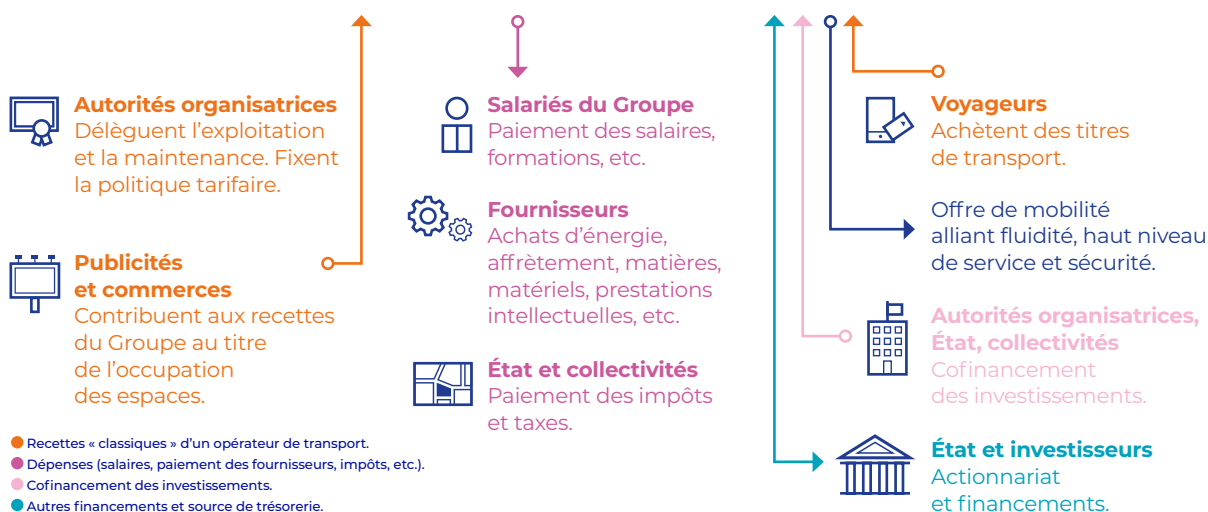 Autorités organisatrices
Délèguent l’exploitation
et la maintenance. Fixent
la politique tarifaire.
Publicités
et commerces
Contribuent aux recettes
du Groupe au titre
de l’occupation
des espaces.
Salariés du Groupe
Paiement des salaires,
formations, etc.
Fournisseurs
Achats d’énergie,
affrètement, matières,
matériels, prestations
intellectuelles, etc.
État et collectivités
Paiement des impôts
et taxes.
Voyageurs
Achètent des titres
de transport.
Offre de mobilité
alliant fluidité, haut niveau
de service et sécurité.
Autorités organisatrices,
État, collectivités
Cofinancement
des investissements.
État et investisseurs
Actionnariat
et financements.
Recettes « classiques » d’un opérateur de transport.
Dépenses (salaires, paiement des fournisseurs, impôts, etc.).
Cofinancement des investissements.
Autres financements et source de trésorerie.